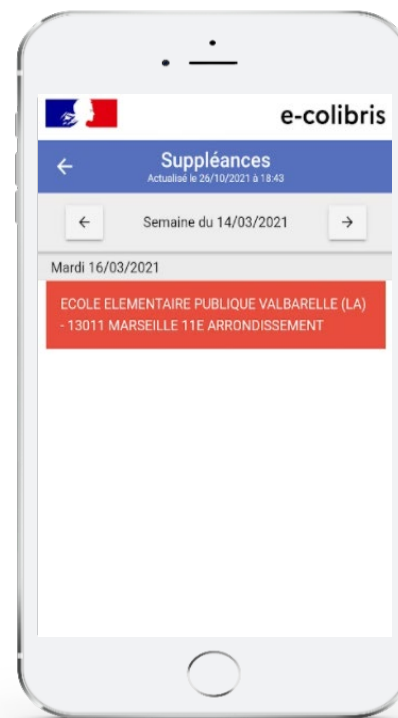 e-colibris
Suppléances
Actualisé le 26/10/2021 à 18:43
Semaine du 14/03/2021
Mardi 16/03/2021
ECOLE ELEMENTAIRE PUBLIQUE VALBARELLE (LA)
- 13011 MARSEILLE 11E ARRONDISSEMENT